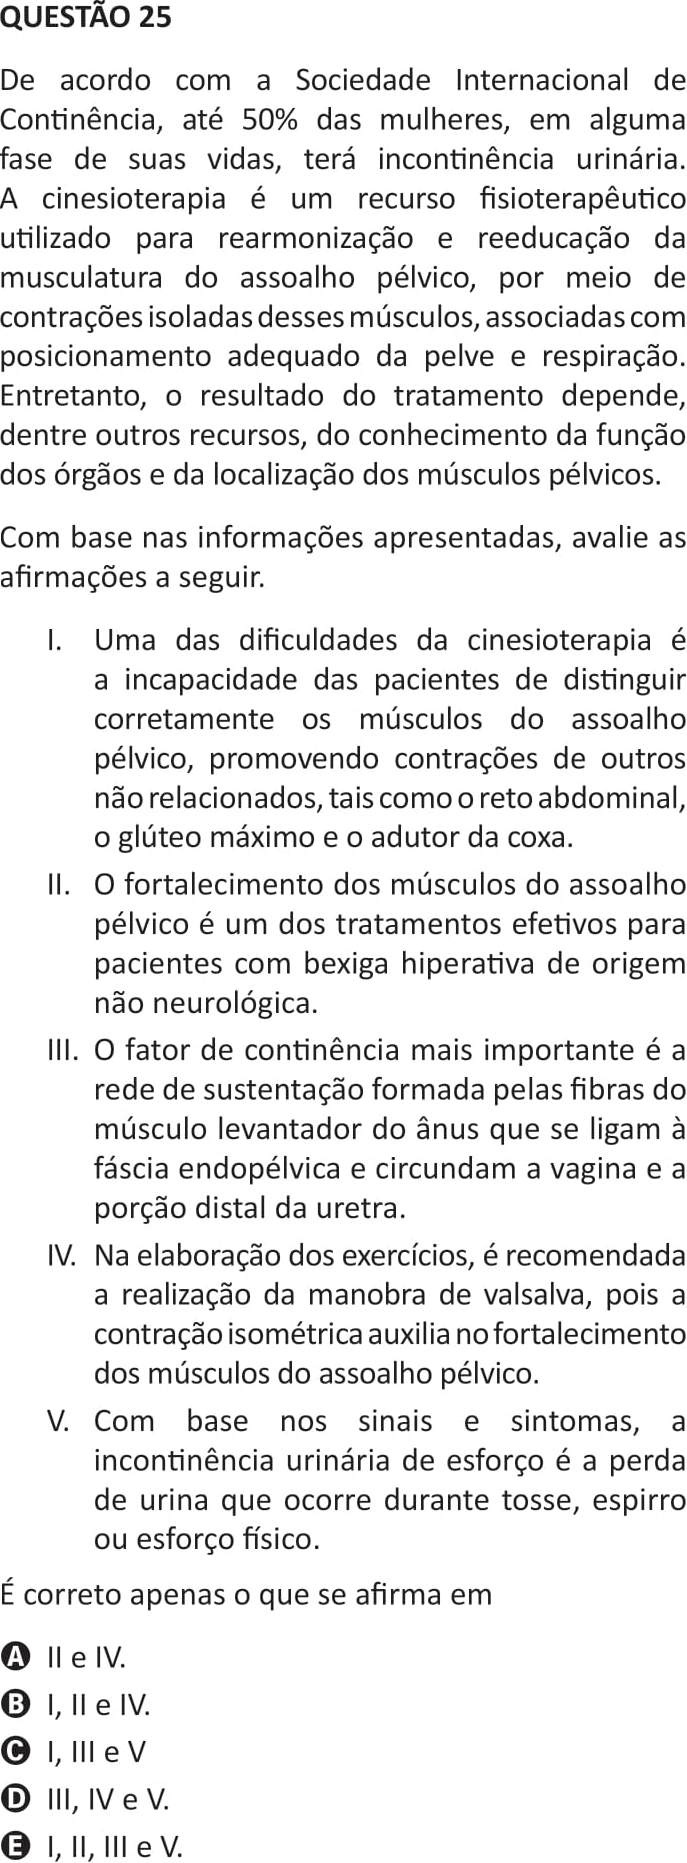 QUESTÃO 25
De acordo com a Sociedade Internacional de
Continência, até 50% das mulheres, em alguma
fase de suas vidas, terá incontinência urinária.
A cinesioterapia é um recurso fisioterapêutico
utilizado para rearmonização e reeducação da
musculatura do assoalho pélvico, por meio de
contrações isoladas desses músculos, associadas com
posicionamento adequado da pelve e respiração.
Entretanto, o resultado do tratamento depende,
dentre outros recursos, do conhecimento da função
dos órgãos e da localização dos músculos pélvicos.
Com base nas informações apresentadas, avalie as
afirmações a seguir.
I. Uma das dificuldades da cinesioterapia é
a incapacidade das pacientes de distinguir
corretamente os músculos do assoalho
pélvico, promovendo contrações de outros
não relacionados, tais como o reto abdominal,
o glúteo máximo e o adutor da coxa.
II. O fortalecimento dos músculos do assoalho
pélvico é um dos tratamentos efetivos para
pacientes com bexiga hiperativa de origem
não neurológica.
III. O fator de continência mais importante é a
rede de sustentação formada pelas fibras do
músculo levantador do ânus que se ligam à
fáscia endopélvica e circundam a vagina e a
porção distal da uretra.
IV. Na elaboração dos exercícios, é recomendada
a realização da manobra de valsalva, pois a
contração isométrica auxilia no fortalecimento
dos músculos do assoalho pélvico.
V. Com base nos sinais e sintomas, a
incontinência urinária de esforço é a perda
de urina que ocorre durante tosse, espirro
ou esforço físico.
É correto apenas o que se afirma em
A II e IV.
B I, II e IV.
C I, III e V
D III, IV e V.
E I, II, III e V.